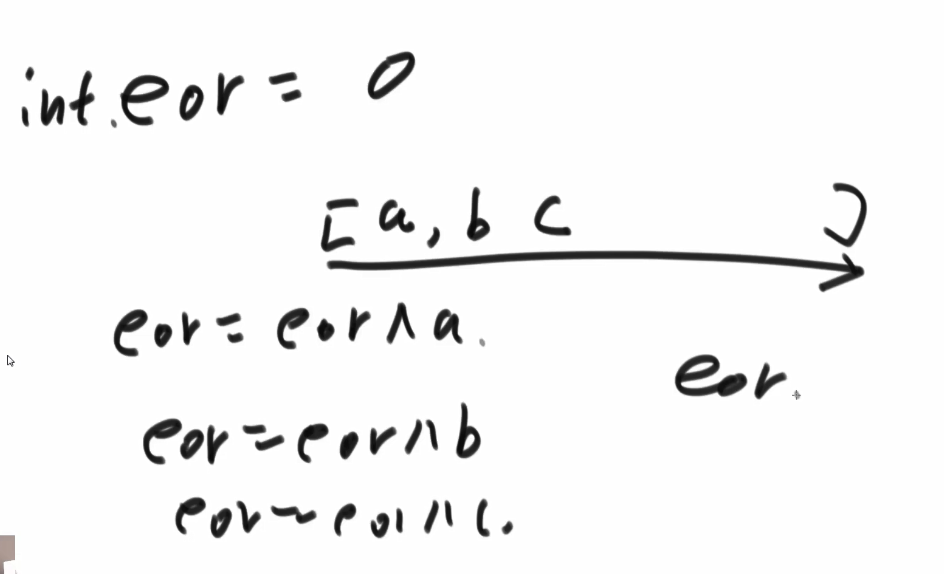 int eor = 0
[a, b c ]
eor = eor ^ a.
eor.
eor = eor ^ b
eor = eor ^ c.